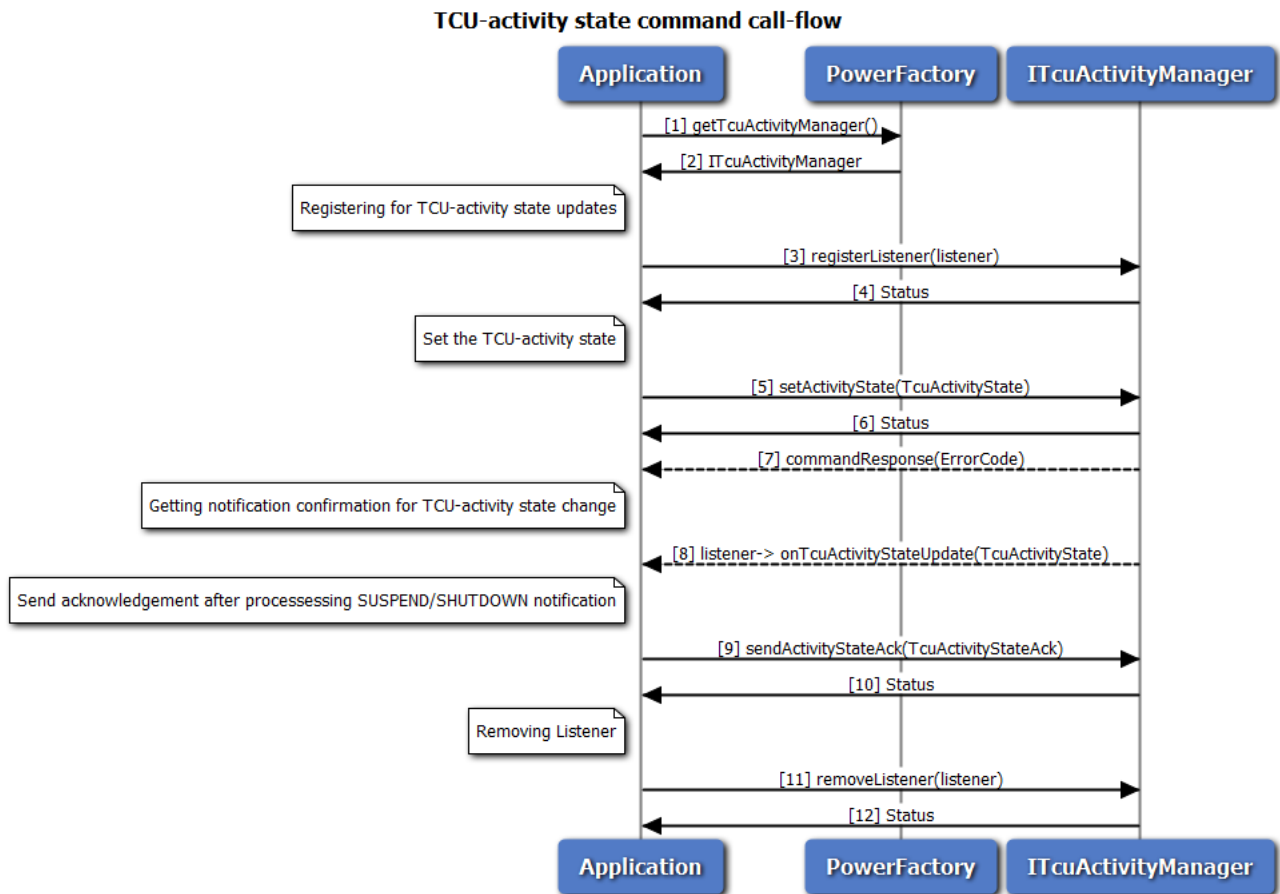 TCU-activity state command call-flow
Application
PowerFactory
ITcuActivityManager
[1] getTcuActivityManager()
[2] ITcuActivityManager
Registering for TCU-activity state updates
[3] registerListener(listener)
[4] Status
Set the TCU-activity state
[5] setActivityState(TcuActivityState)
[6] Status
[7] commandResponse(ErrorCode)
Getting notification confirmation for TCU-activity state change
[8] listener-> onTcuActivityStateUpdate(TcuActivityState)
Send acknowledgement after processessing SUSPEND/SHUTDOWN notification
[9] sendActivityStateAck(TcuActivityStateAck)
[10] Status
Removing Listener
[11] removeListener(listener)
[12] Status
Application
PowerFactory
ITcuActivityManager